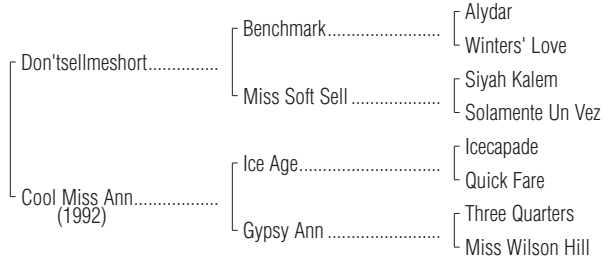 Alydar
Benchmark...................
Winters' Love
Don'tsellmeshort...............
Siyah Kalem
Miss Soft Sell ...................
Solamente Un Vez
Icecapade
Ice Age........................
Quick Fare
Cool Miss Ann..................
(1992)
Three Quarters
Gypsy Ann .....................
Miss Wilson Hill